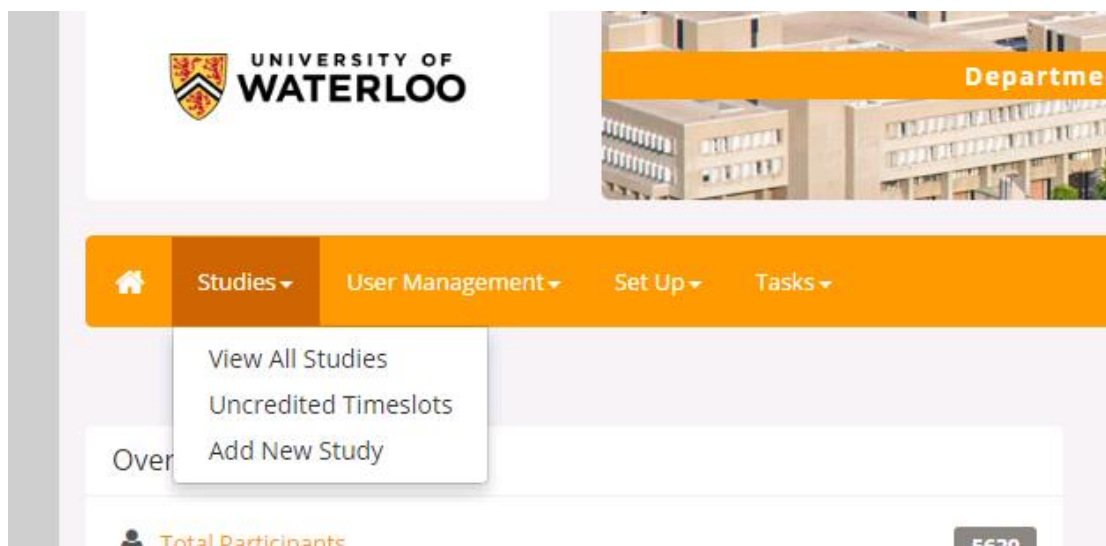 UNIVERSITY OF
WATERLOO
Departme
Studies
User Management
Set Up
Tasks
View All Studies
Uncredited Timeslots
Add New Study
Over
Total Participants